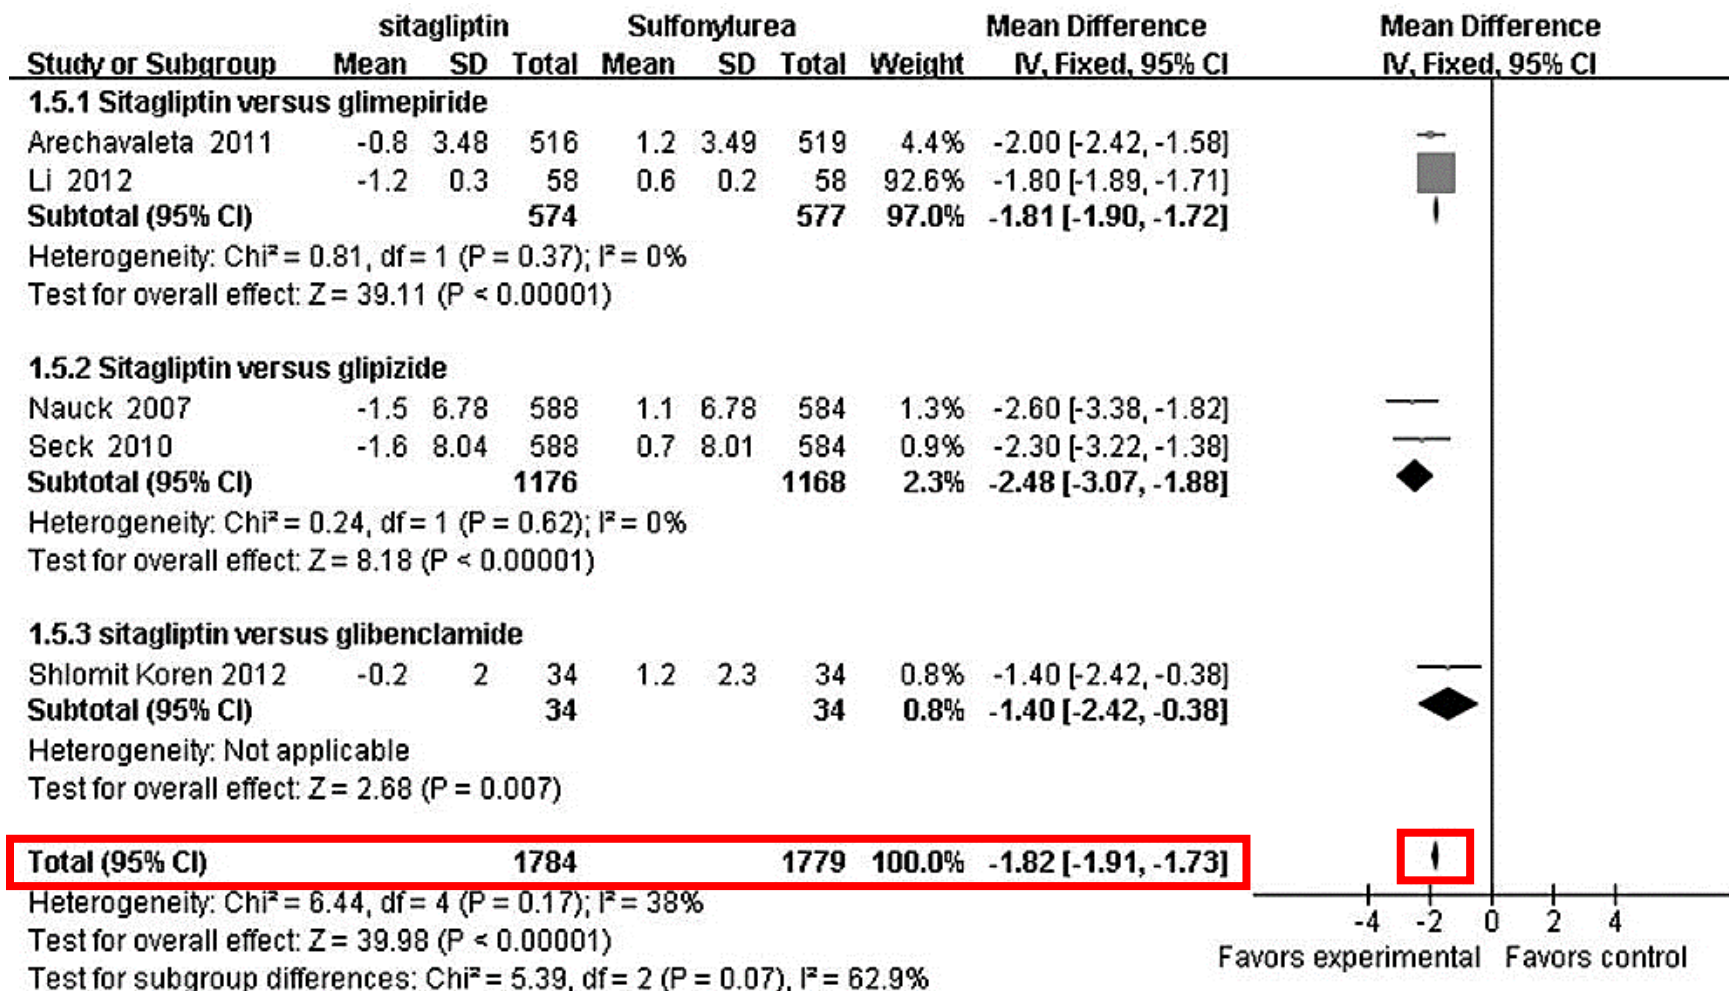 sitagliptin Sulfonylurea Mean Difference Mean Difference
Study or Subgroup Mean SD Total Mean SD Total Weight IV, Fixed, 95% CI IV, Fixed, 95% CI
1.5.1 Sitagliptin versus glimepiride
Arechavaleta 2011 -0.8 3.48 516 1.2 3.49 519 4.4% -2.00 [-2.42, -1.58]
Li 2012 -1.2 0.3 58 0.6 0.2 58 92.6% -1.80 [-1.89, -1.71]
Subtotal (95% CI) 574 577 97.0% -1.81 [-1.90, -1.72]
Heterogeneity: Chi² = 0.81, df = 1 (P = 0.37); I² = 0%
Test for overall effect: Z = 39.11 (P < 0.00001)
1.5.2 Sitagliptin versus glipizide
Nauck 2007 -1.5 6.78 588 1.1 6.78 584 1.3% -2.60 [-3.38, -1.82]
Seck 2010 -1.6 8.04 588 0.7 8.01 584 0.9% -2.30 [-3.22, -1.38]
Subtotal (95% CI) 1176 1168 2.3% -2.48 [-3.07, -1.88]
Heterogeneity: Chi² = 0.24, df = 1 (P = 0.62); I² = 0%
Test for overall effect: Z = 8.18 (P < 0.00001)
1.5.3 sitagliptin versus glibenclamide
Shlomit Koren 2012 -0.2 2 34 1.2 2.3 34 0.8% -1.40 [-2.42, -0.38]
Subtotal (95% CI) 34 34 0.8% -1.40 [-2.42, -0.38]
Heterogeneity: Not applicable
Test for overall effect: Z = 2.68 (P = 0.007)
Total (95% CI) 1784 1779 100.0% -1.82 [-1.91, -1.73]
Heterogeneity: Chi² = 6.44, df = 4 (P = 0.17); I² = 38%
Test for overall effect: Z = 39.98 (P < 0.00001)
Test for subgroup differences: Chi² = 5.39, df = 2 (P = 0.07), I² = 62.9%
-4 -2 0 2 4
Favors experimental Favors control